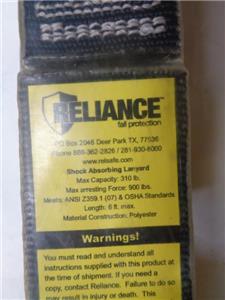 RELIANCE
fall protection
PO Box 2046 Deer Park TX, 77536
Phone 866-362-2826 / 281-930-8000
www.relsafe.com
Shock Absorbing Lanyard
Max Capacity: 310 lb.
Max arresting Force: 900 lbs.
Meets: ANSI Z359.1 (07) & OSHA Standards
Length: 6 ft. max.
Material Construction: Polyester
Warnings!
You must read and understand all
instructions supplied with this product at
the time of shipment. If you need a
copy, contact Reliance. Failure to do so
may result in injury or death. This